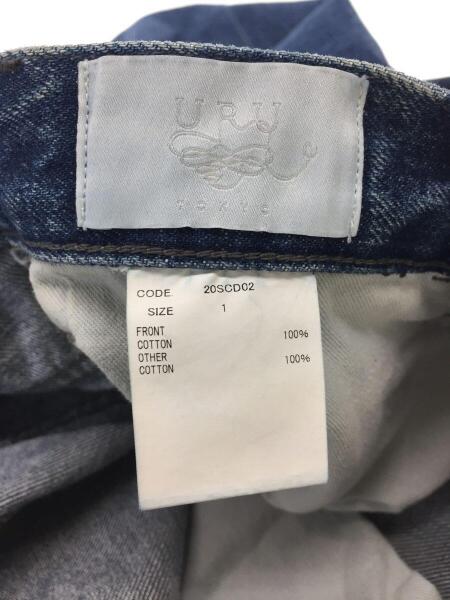 URU
TOKYO
CODE. 20SCD02
SIZE 1
FRONT
COTTON 100%
OTHER
COTTON 100%